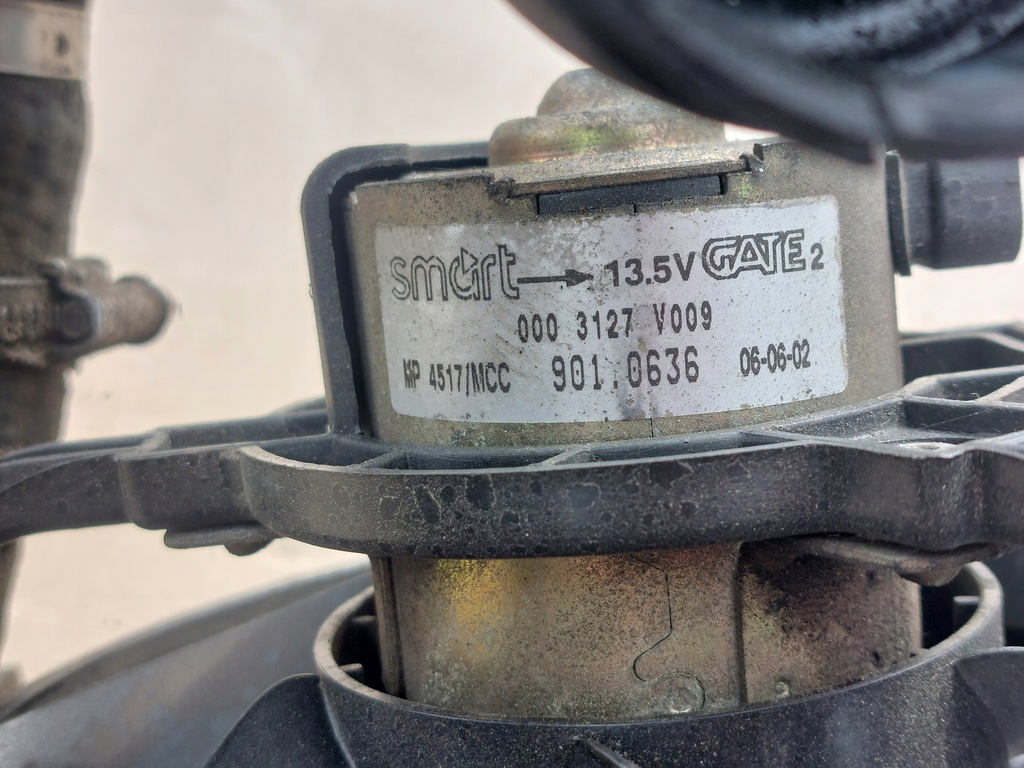 smart → 13.5V GATE 2
000 3127 V009
MP 4517/MCC 901.0636 06-06-02